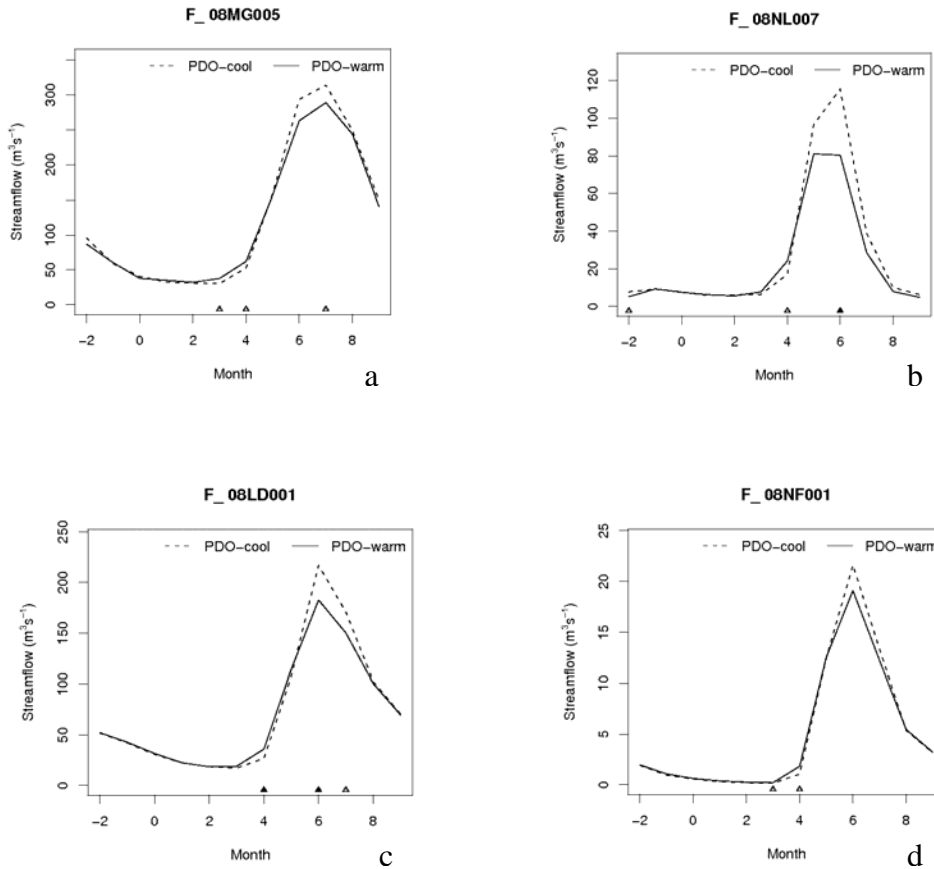 F_ 08MG005
PDO-cool PDO-warm
Streamflow (m³s⁻¹)
300
200
100
50
0
-2 0 2 4 6 8
Month
a
F_ 08NL007
PDO-cool PDO-warm
Streamflow (m³s⁻¹)
120
100
80
60
40
20
0
-2 0 2 4 6 8
Month
b
F_ 08LD001
PDO-cool PDO-warm
Streamflow (m³s⁻¹)
250
200
150
100
50
0
-2 0 2 4 6 8
Month
c
F_ 08NF001
PDO-cool PDO-warm
Streamflow (m³s⁻¹)
25
20
15
10
5
0
-2 0 2 4 6 8
Month
d